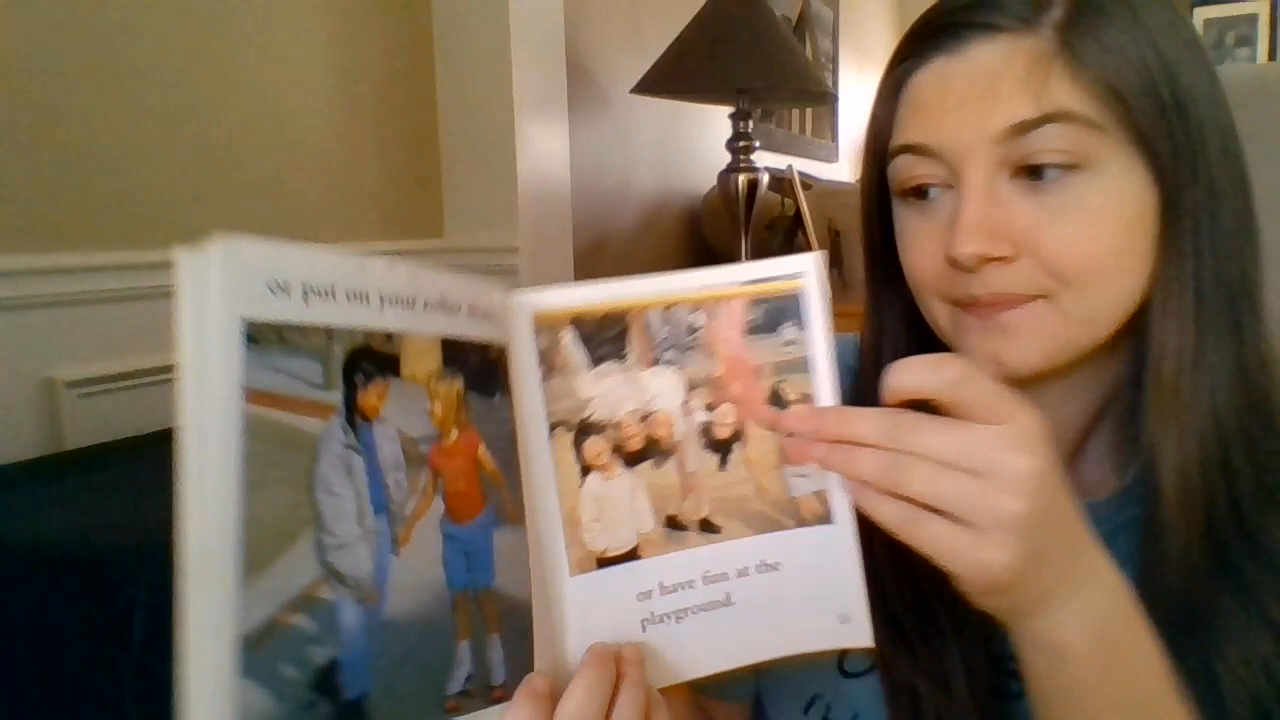 or put on your roller
or have fun at the
playground.